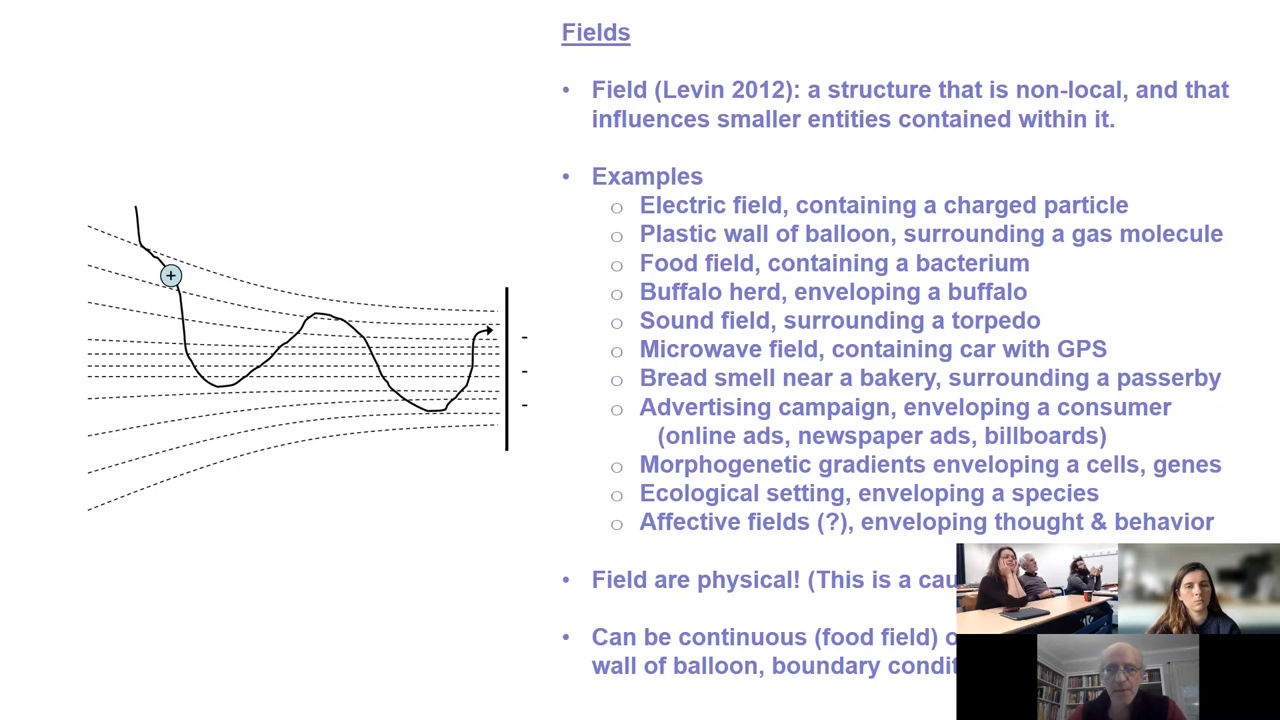 Fields
• Field (Levin 2012): a structure that is non-local, and that
influences smaller entities contained within it.
• Examples
o Electric field, containing a charged particle
o Plastic wall of balloon, surrounding a gas molecule
o Food field, containing a bacterium
o Buffalo herd, enveloping a buffalo
o Sound field, surrounding a torpedo
o Microwave field, containing car with GPS
o Bread smell near a bakery, surrounding a passerby
o Advertising campaign, enveloping a consumer
(online ads, newspaper ads, billboards)
o Morphogenetic gradients enveloping a cells, genes
o Ecological setting, enveloping a species
o Affective fields (?), enveloping thought & behavior
• Field are physical! (This is a
• Can be continuous (food field)
wall of balloon, boundary
+
-
-
-